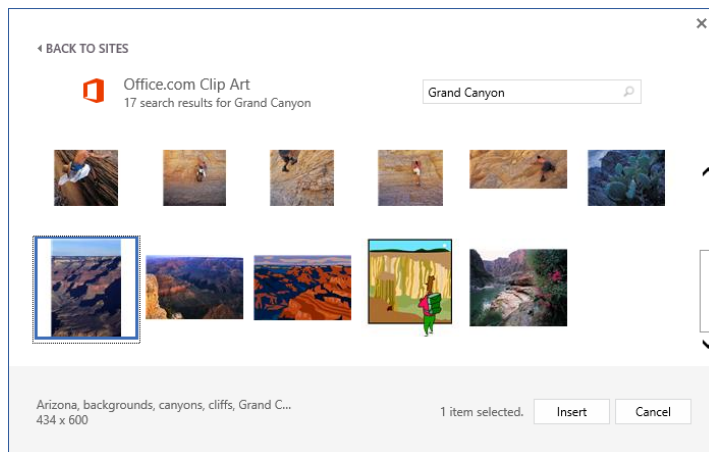 BACK TO SITES
Office.com Clip Art
17 search results for Grand Canyon
Grand Canyon
Arizona, backgrounds, canyons, cliffs, Grand C...
434 x 600
1 item selected.
Insert
Cancel